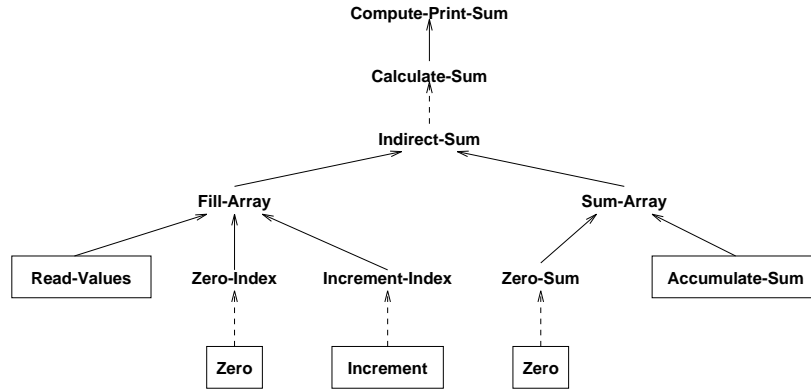 Compute-Print-Sum
Calculate-Sum
Indirect-Sum
Fill-Array Sum-Array
Read-Values Zero-Index Increment-Index Zero-Sum Accumulate-Sum
Zero Increment Zero